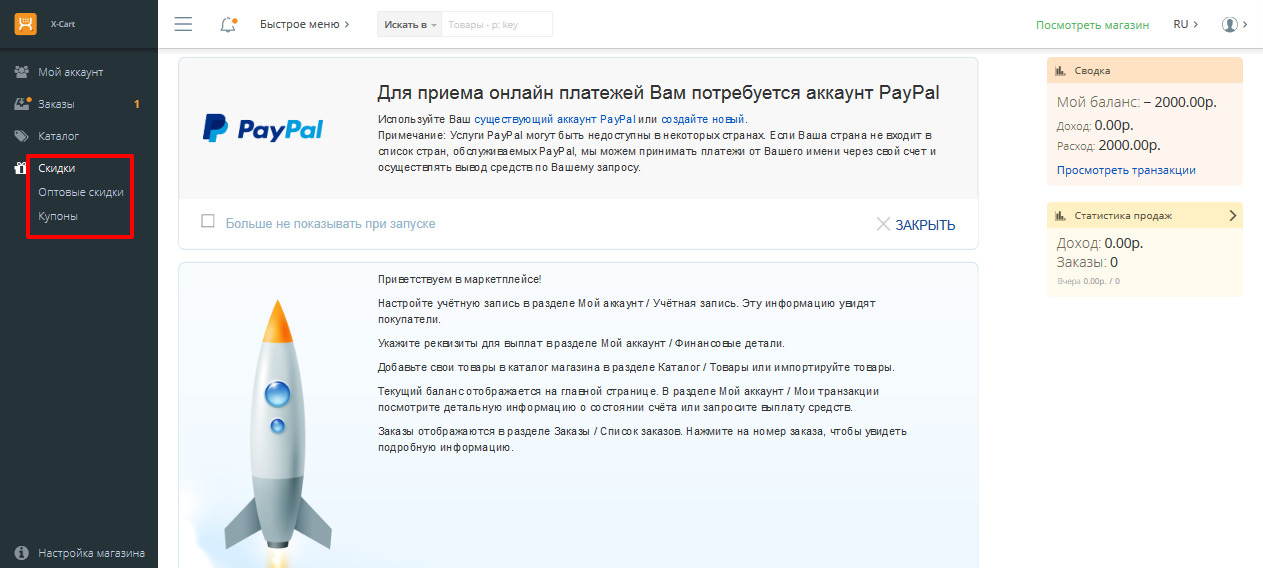 X-Cart
Быстрое меню
Искать в
Товары - р: key
Посмотреть магазин
RU
Мой аккаунт
Заказы 1
Каталог
Скидки
Оптовые скидки
Купоны
Настройка магазина
PayPal
Для приема онлайн платежей Вам потребуется аккаунт PayPal
Используйте Ваш существующий аккаунт PayPal или создайте новый.
Примечание: Услуги PayPal могут быть недоступны в некоторых странах. Если Ваша страна не входит в
список стран, обслуживаемых PayPal, мы можем принимать платежи от Вашего имени через свой счет и
осуществлять вывод средств по Вашему запросу.
Больше не показывать при запуске
ЗАКРЫТЬ
Приветствуем в маркетплейсе!
Настройте учётную запись в разделе Мой аккаунт / Учётная запись. Эту информацию увидят
покупатели.
Укажите реквизиты для выплат в разделе Мой аккаунт / Финансовые детали.
Добавьте свои товары в каталог магазина в разделе Каталог / Товары или импортируйте товары.
Текущий баланс отображается на главной странице. В разделе Мой аккаунт / Мои транзакции
посмотрите детальную информацию о состоянии счёта или запросите выплату средств.
Заказы отображаются в разделе Заказы / Список заказов. Нажмите на номер заказа, чтобы увидеть
подробную информацию.
Сводка
Мой баланс: – 2000.00р.
Доход: 0.00р.
Расход: 2000.00р.
Просмотреть транзакции
Статистика продаж
Доход: 0.00р.
Заказы: 0
Вчера 0.00р. / 0